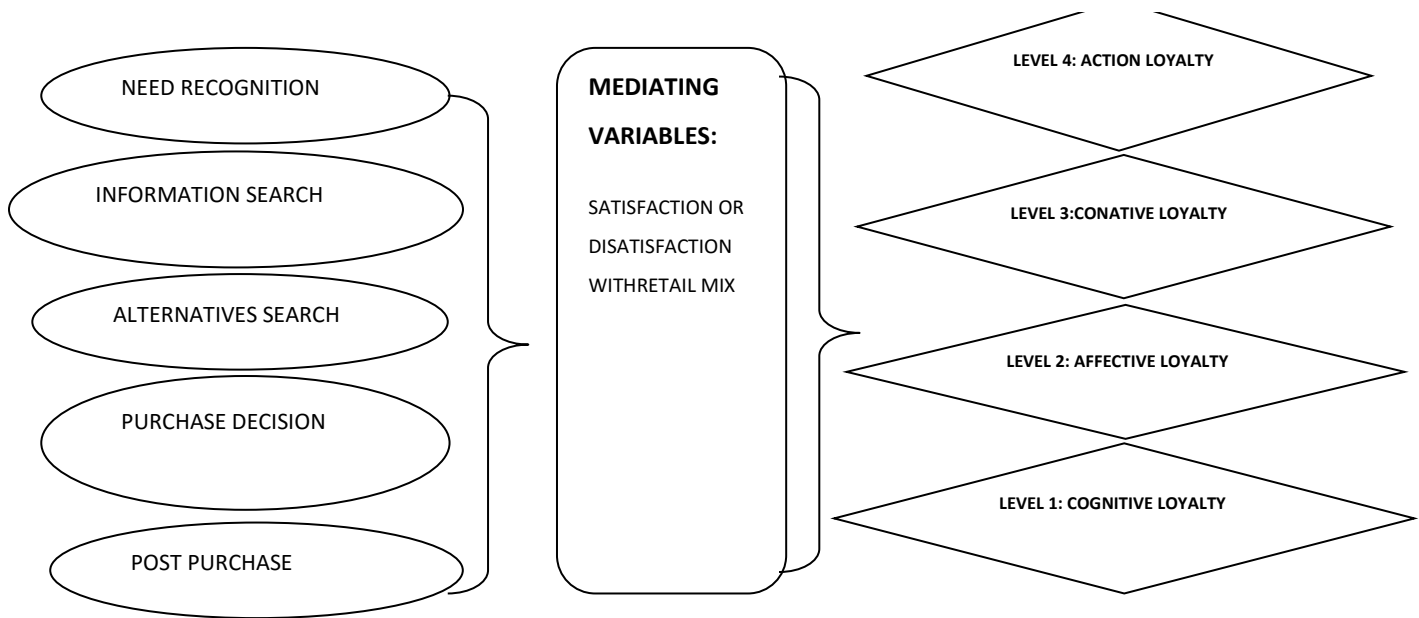 NEED RECOGNITION
INFORMATION SEARCH
ALTERNATIVES SEARCH
PURCHASE DECISION
POST PURCHASE
MEDIATING
VARIABLES:
SATISFACTION OR
DISATISFACTION
WITHRETAIL MIX
LEVEL 4: ACTION LOYALTY
LEVEL 3:CONATIVE LOYALTY
LEVEL 2: AFFECTIVE LOYALTY
LEVEL 1: COGNITIVE LOYALTY